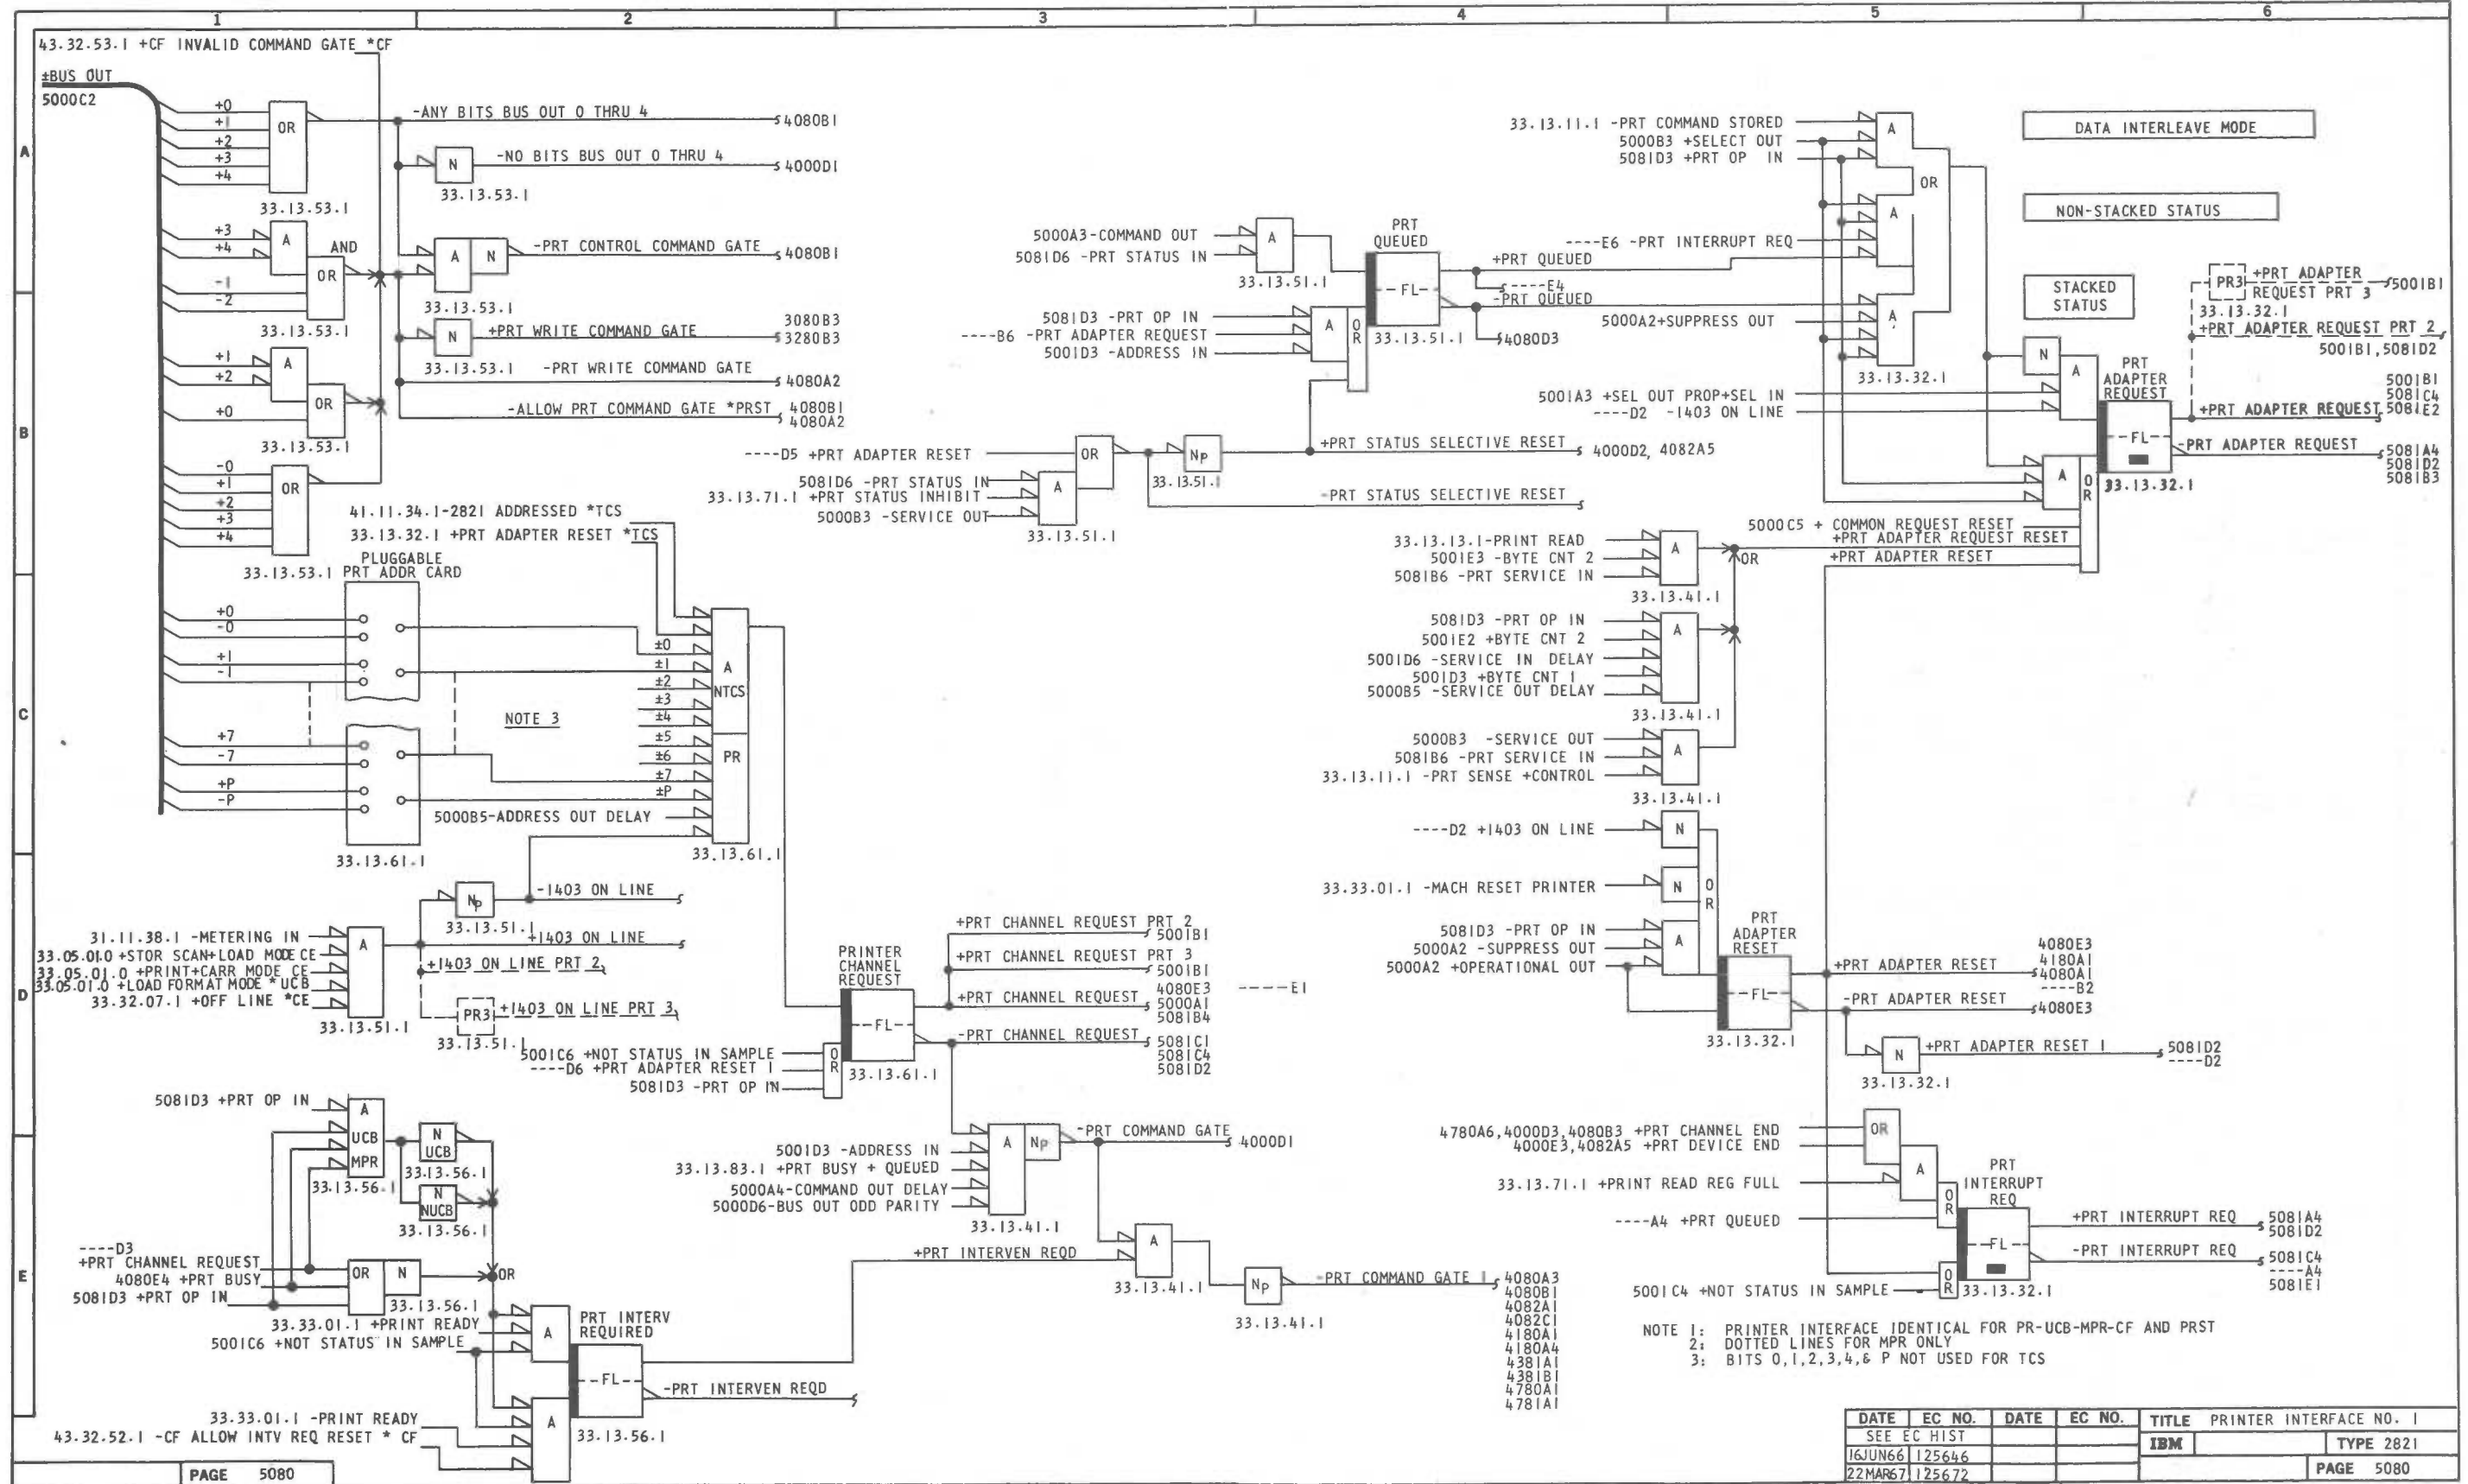 1 2 3 4 5 6
43.32.53.1 +CF INVALID COMMAND GATE *CF
±BUS OUT
5000C2
A
+0
+1
+2
+3
+4
OR
33.13.53.1
-ANY BITS BUS OUT 0 THRU 4
4080B1
N
-NO BITS BUS OUT 0 THRU 4
4000D1
33.13.53.1
+3
+4
-1
-2
A
AND
OR
33.13.53.1
A N
-PRT CONTROL COMMAND GATE
4080B1
33.13.53.1
N
+PRT WRITE COMMAND GATE
3080B3
3280B3
33.13.53.1
-PRT WRITE COMMAND GATE
4080A2
-ALLOW PRT COMMAND GATE *PRST
4080B1
4080A2
B
+1
+2
+0
A
OR
33.13.53.1
-0
+1
+2
+3
+4
OR
33.13.53.1
41.11.34.1-2821 ADDRESSED *TCS
33.13.32.1 +PRT ADAPTER RESET *TCS
PLUGGABLE
PRT ADDR CARD
C
+0
-0
+1
-1
+7
-7
+P
-P
NOTE 3
33.13.61.1
±0
±1
±2
±3
±4
±5
±6
±7
±P
5000B5-ADDRESS OUT DELAY
A
NTCS
PR
33.13.61.1
D
Np
-1403 ON LINE
33.13.51.1
+1403 ON LINE
+1403 ON LINE PRT 2
PR3
+1403 ON LINE PRT 3
33.13.51.1
31.11.38.1 -METERING IN
33.05.01.0 +STOR SCAN+LOAD MODE CE
33.05.01.0 +PRINT+CARR MODE CE
33.05.01.0 +LOAD FORMAT MODE *UCB
33.32.07.1 +OFF LINE *CE
A
33.13.51.1
5001C6 +NOT STATUS IN SAMPLE
----D6 +PRT ADAPTER RESET 1
5081D3 -PRT OP IN
OR
PRINTER
CHANNEL
REQUEST
--FL--
33.13.61.1
+PRT CHANNEL REQUEST PRT 2
5001B1
+PRT CHANNEL REQUEST PRT 3
5001B1
+PRT CHANNEL REQUEST
4080E3
5000A1
5081B4
----E1
-PRT CHANNEL REQUEST
5081C1
5081C4
5081D2
E
5081D3 +PRT OP IN
A
UCB
MPR
33.13.56.1
N
UCB
33.13.56.1
N
NUCB
33.13.56.1
----D3
+PRT CHANNEL REQUEST
4080E4 +PRT BUSY
5081D3 +PRT OP IN
OR N
33.13.56.1
OR
33.33.01.1 +PRINT READY
5001C6 +NOT STATUS IN SAMPLE
A
PRT INTERV
REQUIRED
--FL--
-PRT INTERVEN REQD
33.33.01.1 -PRINT READY
43.32.52.1 -CF ALLOW INTV REQ RESET * CF
A
33.13.56.1
5001D3 -ADDRESS IN
33.13.83.1 +PRT BUSY + QUEUED
5000A4-COMMAND OUT DELAY
5000D6-BUS OUT ODD PARITY
A Np
33.13.41.1
-PRT COMMAND GATE
4000D1
+PRT INTERVEN REQD
A
33.13.41.1
Np
33.13.41.1
-PRT COMMAND GATE 1
4080A3
4080B1
4082A1
4082C1
4180A1
4180A4
4381A1
4381B1
4780A1
4781A1
5000A3-COMMAND OUT
5081D6 -PRT STATUS IN
A
33.13.51.1
5081D3 -PRT OP IN
----B6 -PRT ADAPTER REQUEST
5001D3 -ADDRESS IN
A
OR
PRT
QUEUED
--FL--
33.13.51.1
+PRT QUEUED
----E4
-PRT QUEUED
4080D3
----D5 +PRT ADAPTER RESET
5081D6 -PRT STATUS IN
33.13.71.1 +PRT STATUS INHIBIT
5000B3 -SERVICE OUT
OR
A
33.13.51.1
Np
33.13.51.1
+PRT STATUS SELECTIVE RESET
4000D2, 4082A5
-PRT STATUS SELECTIVE RESET
33.13.11.1 -PRT COMMAND STORED
5000B3 +SELECT OUT
5081D3 +PRT OP IN
----E6 -PRT INTERRUPT REQ
5000A2+SUPPRESS OUT
A
OR
A
A
33.13.32.1
DATA INTERLEAVE MODE
NON-STACKED STATUS
STACKED
STATUS
PR3
+PRT ADAPTER
REQUEST PRT 3
5001B1
33.13.32.1
+PRT ADAPTER REQUEST PRT 2
5001B1,5081D2
5001A3 +SEL OUT PROP+SEL IN
----D2 -1403 ON LINE
N
A
PRT
ADAPTER
REQUEST
--FL--
33.13.32.1
+PRT ADAPTER REQUEST
5001B1
5081C4
5081E2
-PRT ADAPTER REQUEST
5081A4
5081D2
5081B3
A
OR
5000C5 + COMMON REQUEST RESET
+PRT ADAPTER REQUEST RESET
+PRT ADAPTER RESET
33.13.13.1-PRINT READ
5001E3 -BYTE CNT 2
5081B6 -PRT SERVICE IN
A
OR
33.13.41.1
5081D3 -PRT OP IN
5001E2 +BYTE CNT 2
5001D6 -SERVICE IN DELAY
5001D3 +BYTE CNT 1
5000B5 -SERVICE OUT DELAY
A
33.13.41.1
5000B3 -SERVICE OUT
5081B6 -PRT SERVICE IN
33.13.11.1 -PRT SENSE +CONTROL
A
33.13.41.1
----D2 +1403 ON LINE
N
33.33.01.1 -MACH RESET PRINTER
N
OR
5081D3 -PRT OP IN
5000A2 -SUPPRESS OUT
5000A2 +OPERATIONAL OUT
A
PRT
ADAPTER
RESET
--FL--
33.13.32.1
+PRT ADAPTER RESET
4080E3
4180A1
4080A1
----B2
-PRT ADAPTER RESET
4080E3
N
33.13.32.1
+PRT ADAPTER RESET 1
5081D2
----D2
4780A6,4000D3,4080B3 +PRT CHANNEL END
4000E3,4082A5 +PRT DEVICE END
33.13.71.1 +PRINT READ REG FULL
----A4 +PRT QUEUED
OR
A
OR
PRT
INTERRUPT
REQ
--FL--
33.13.32.1
+PRT INTERRUPT REQ
5081A4
5081D2
-PRT INTERRUPT REQ
5081C4
----A4
5081E1
5001C4 +NOT STATUS IN SAMPLE
OR
NOTE 1: PRINTER INTERFACE IDENTICAL FOR PR-UCB-MPR-CF AND PRST
2: DOTTED LINES FOR MPR ONLY
3: BITS 0,1,2,3,4,& P NOT USED FOR TCS
DATE EC NO. DATE EC NO. TITLE PRINTER INTERFACE NO. 1
SEE EC HIST
IBM TYPE 2821
16JUN66 125646
22MAR67 125672
PAGE 5080
PAGE 5080